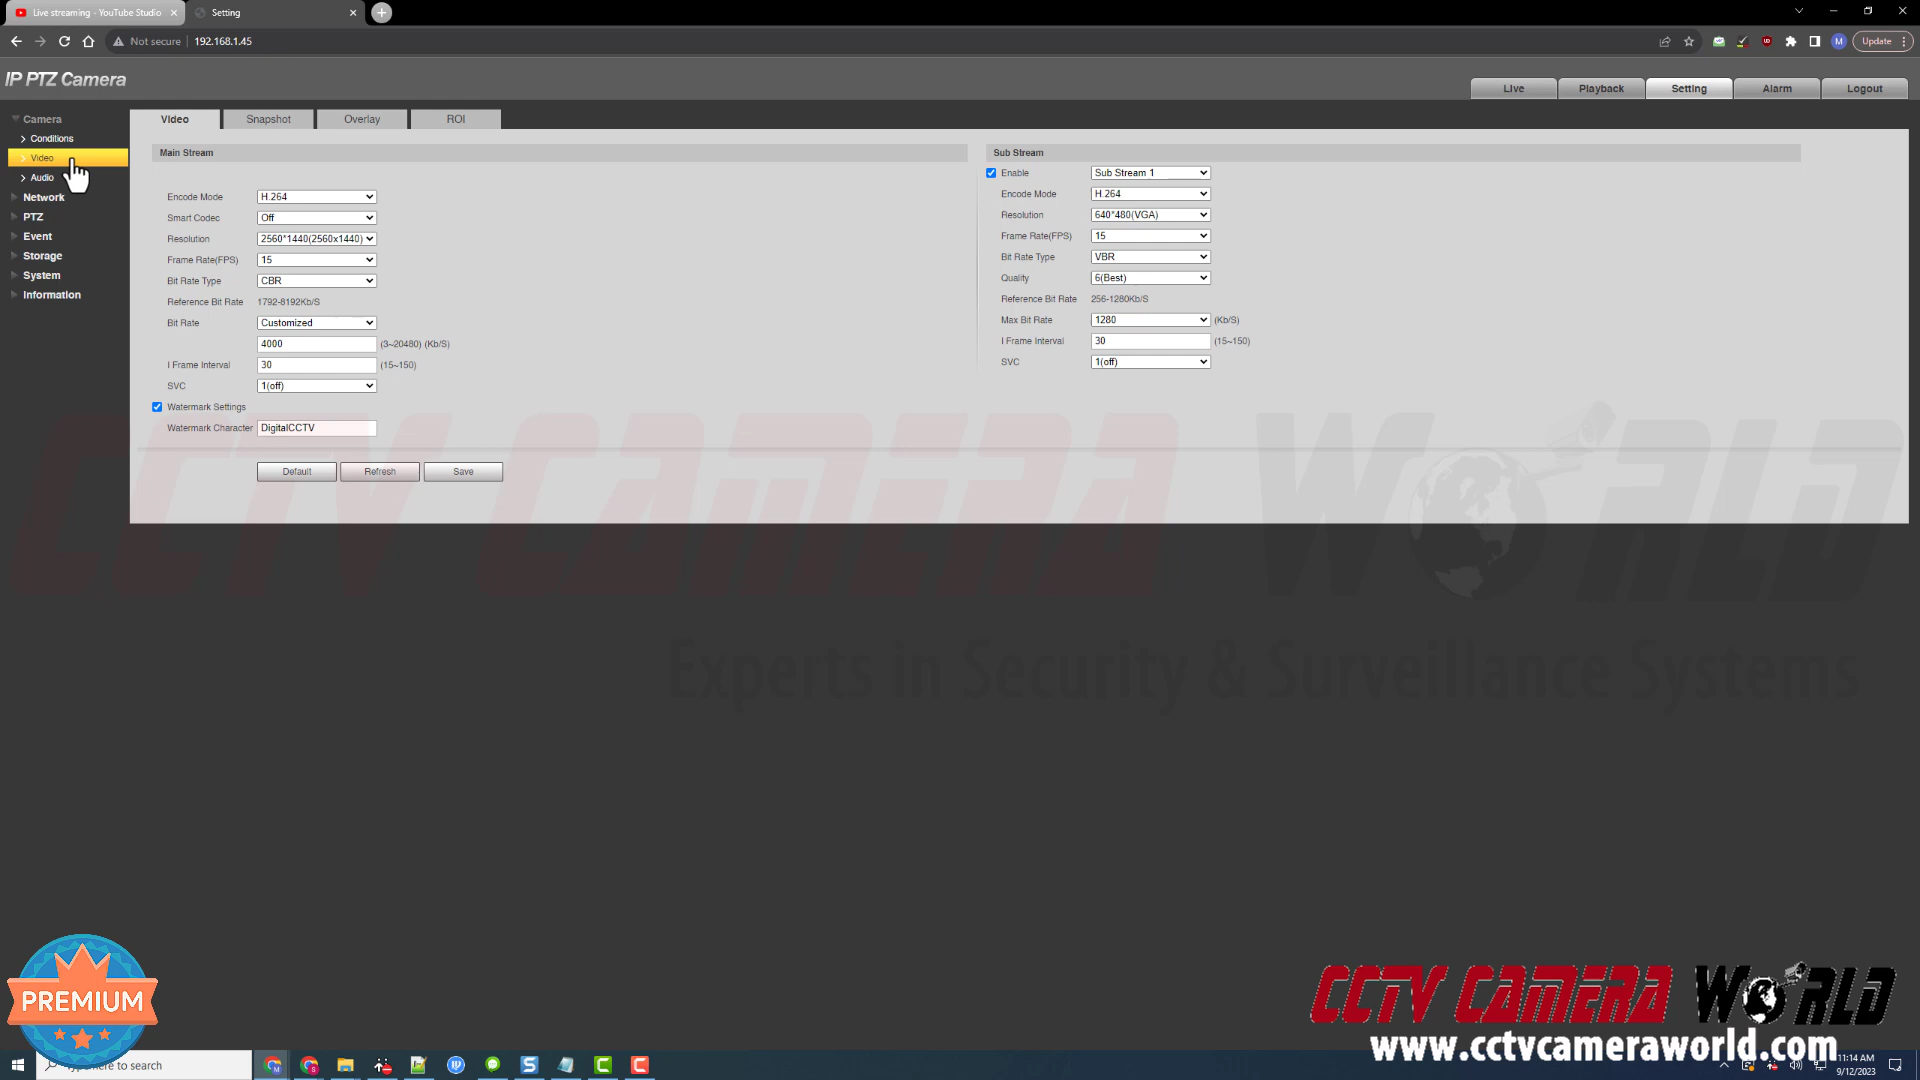 Live streaming - YouTube Studio
Setting
Not secure
192.168.1.45
M
Update
IP PTZ Camera
Live
Playback
Setting
Alarm
Logout
Camera
Conditions
Video
Audio
Network
PTZ
Event
Storage
System
Information
Video
Snapshot
Overlay
ROI
Main Stream
Encode Mode H.264
Smart Codec Off
Resolution 2560*1440(2560x1440)
Frame Rate(FPS) 15
Bit Rate Type CBR
Reference Bit Rate 1792-8192Kb/S
Bit Rate Customized
4000 (3~20480) (Kb/S)
I Frame Interval 30 (15~150)
SVC 1(off)
Watermark Settings
Watermark Character DigitalCCTV
Default
Refresh
Save
Sub Stream
Enable Sub Stream 1
Encode Mode H.264
Resolution 640*480(VGA)
Frame Rate(FPS) 15
Bit Rate Type VBR
Quality 6(Best)
Reference Bit Rate 256-1280Kb/S
Max Bit Rate 1280 (Kb/S)
I Frame Interval 30 (15~150)
SVC 1(off)
CCTV CAMERA WORLD
Experts in Security & Surveillance Systems
PREMIUM
CCTV CAMERA WORLD
www.cctvcameraworld.com
here to search
11:14 AM
9/12/2023